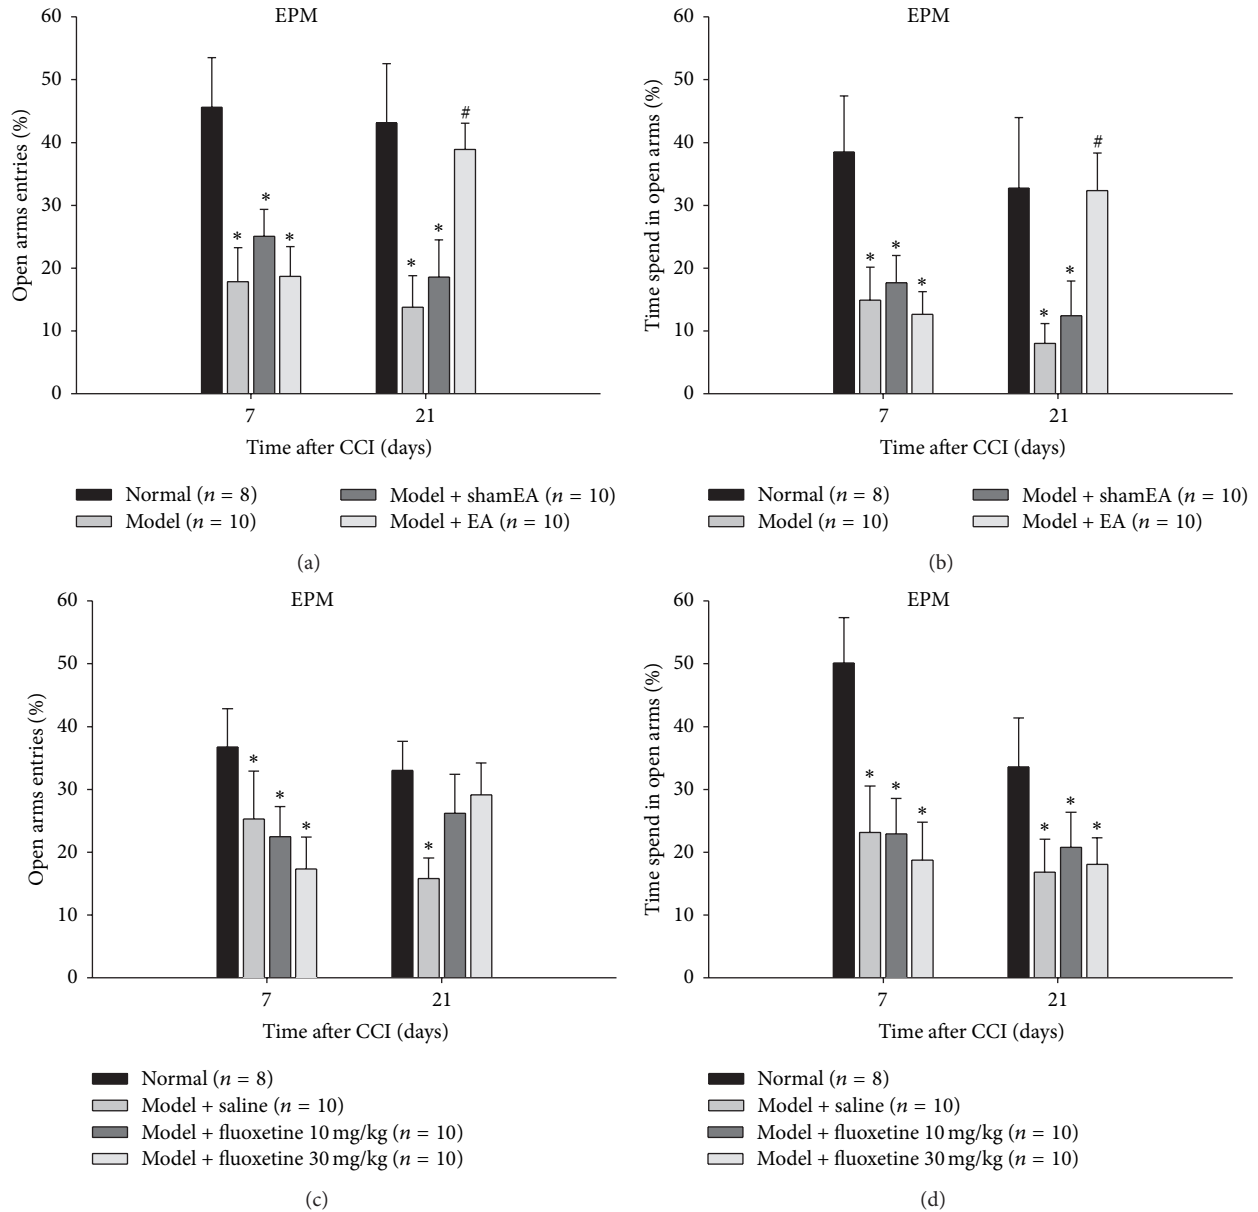 EPM
60
50
40
30
20
10
0
Open arms entries (%)
*
*
*
*
*
#
7
21
Time after CCI (days)
Normal (n = 8)
Model + shamEA (n = 10)
Model (n = 10)
Model + EA (n = 10)
(a)
EPM
60
50
40
30
20
10
0
Time spend in open arms (%)
*
*
*
*
*
#
7
21
Time after CCI (days)
Normal (n = 8)
Model + shamEA (n = 10)
Model (n = 10)
Model + EA (n = 10)
(b)
EPM
60
50
40
30
20
10
0
Open arms entries (%)
*
*
*
*
7
21
Time after CCI (days)
Normal (n = 8)
Model + saline (n = 10)
Model + fluoxetine 10 mg/kg (n = 10)
Model + fluoxetine 30 mg/kg (n = 10)
(c)
EPM
60
50
40
30
20
10
0
Time spend in open arms (%)
*
*
*
*
*
*
7
21
Time after CCI (days)
Normal (n = 8)
Model + saline (n = 10)
Model + fluoxetine 10 mg/kg (n = 10)
Model + fluoxetine 30 mg/kg (n = 10)
(d)